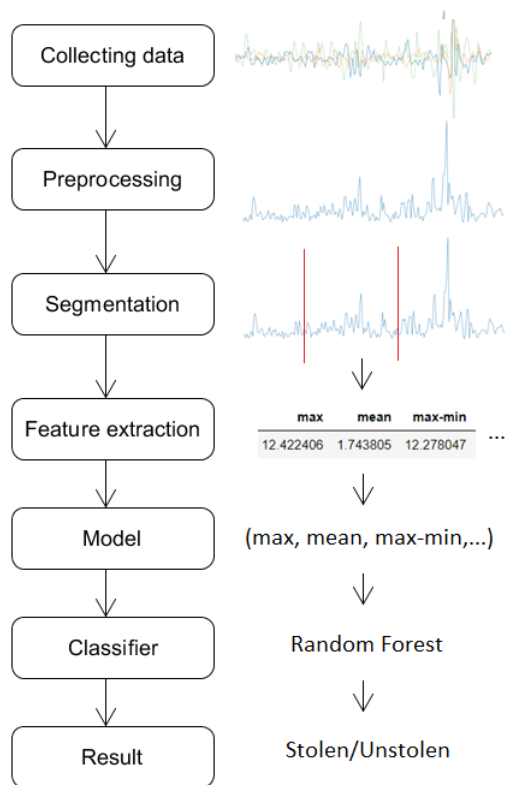 Collecting data
Preprocessing
Segmentation
Feature extraction
max mean max-min
12.422406 1.743805 12.278047 ...
Model
(max, mean, max-min,...)
Classifier
Random Forest
Result
Stolen/Unstolen